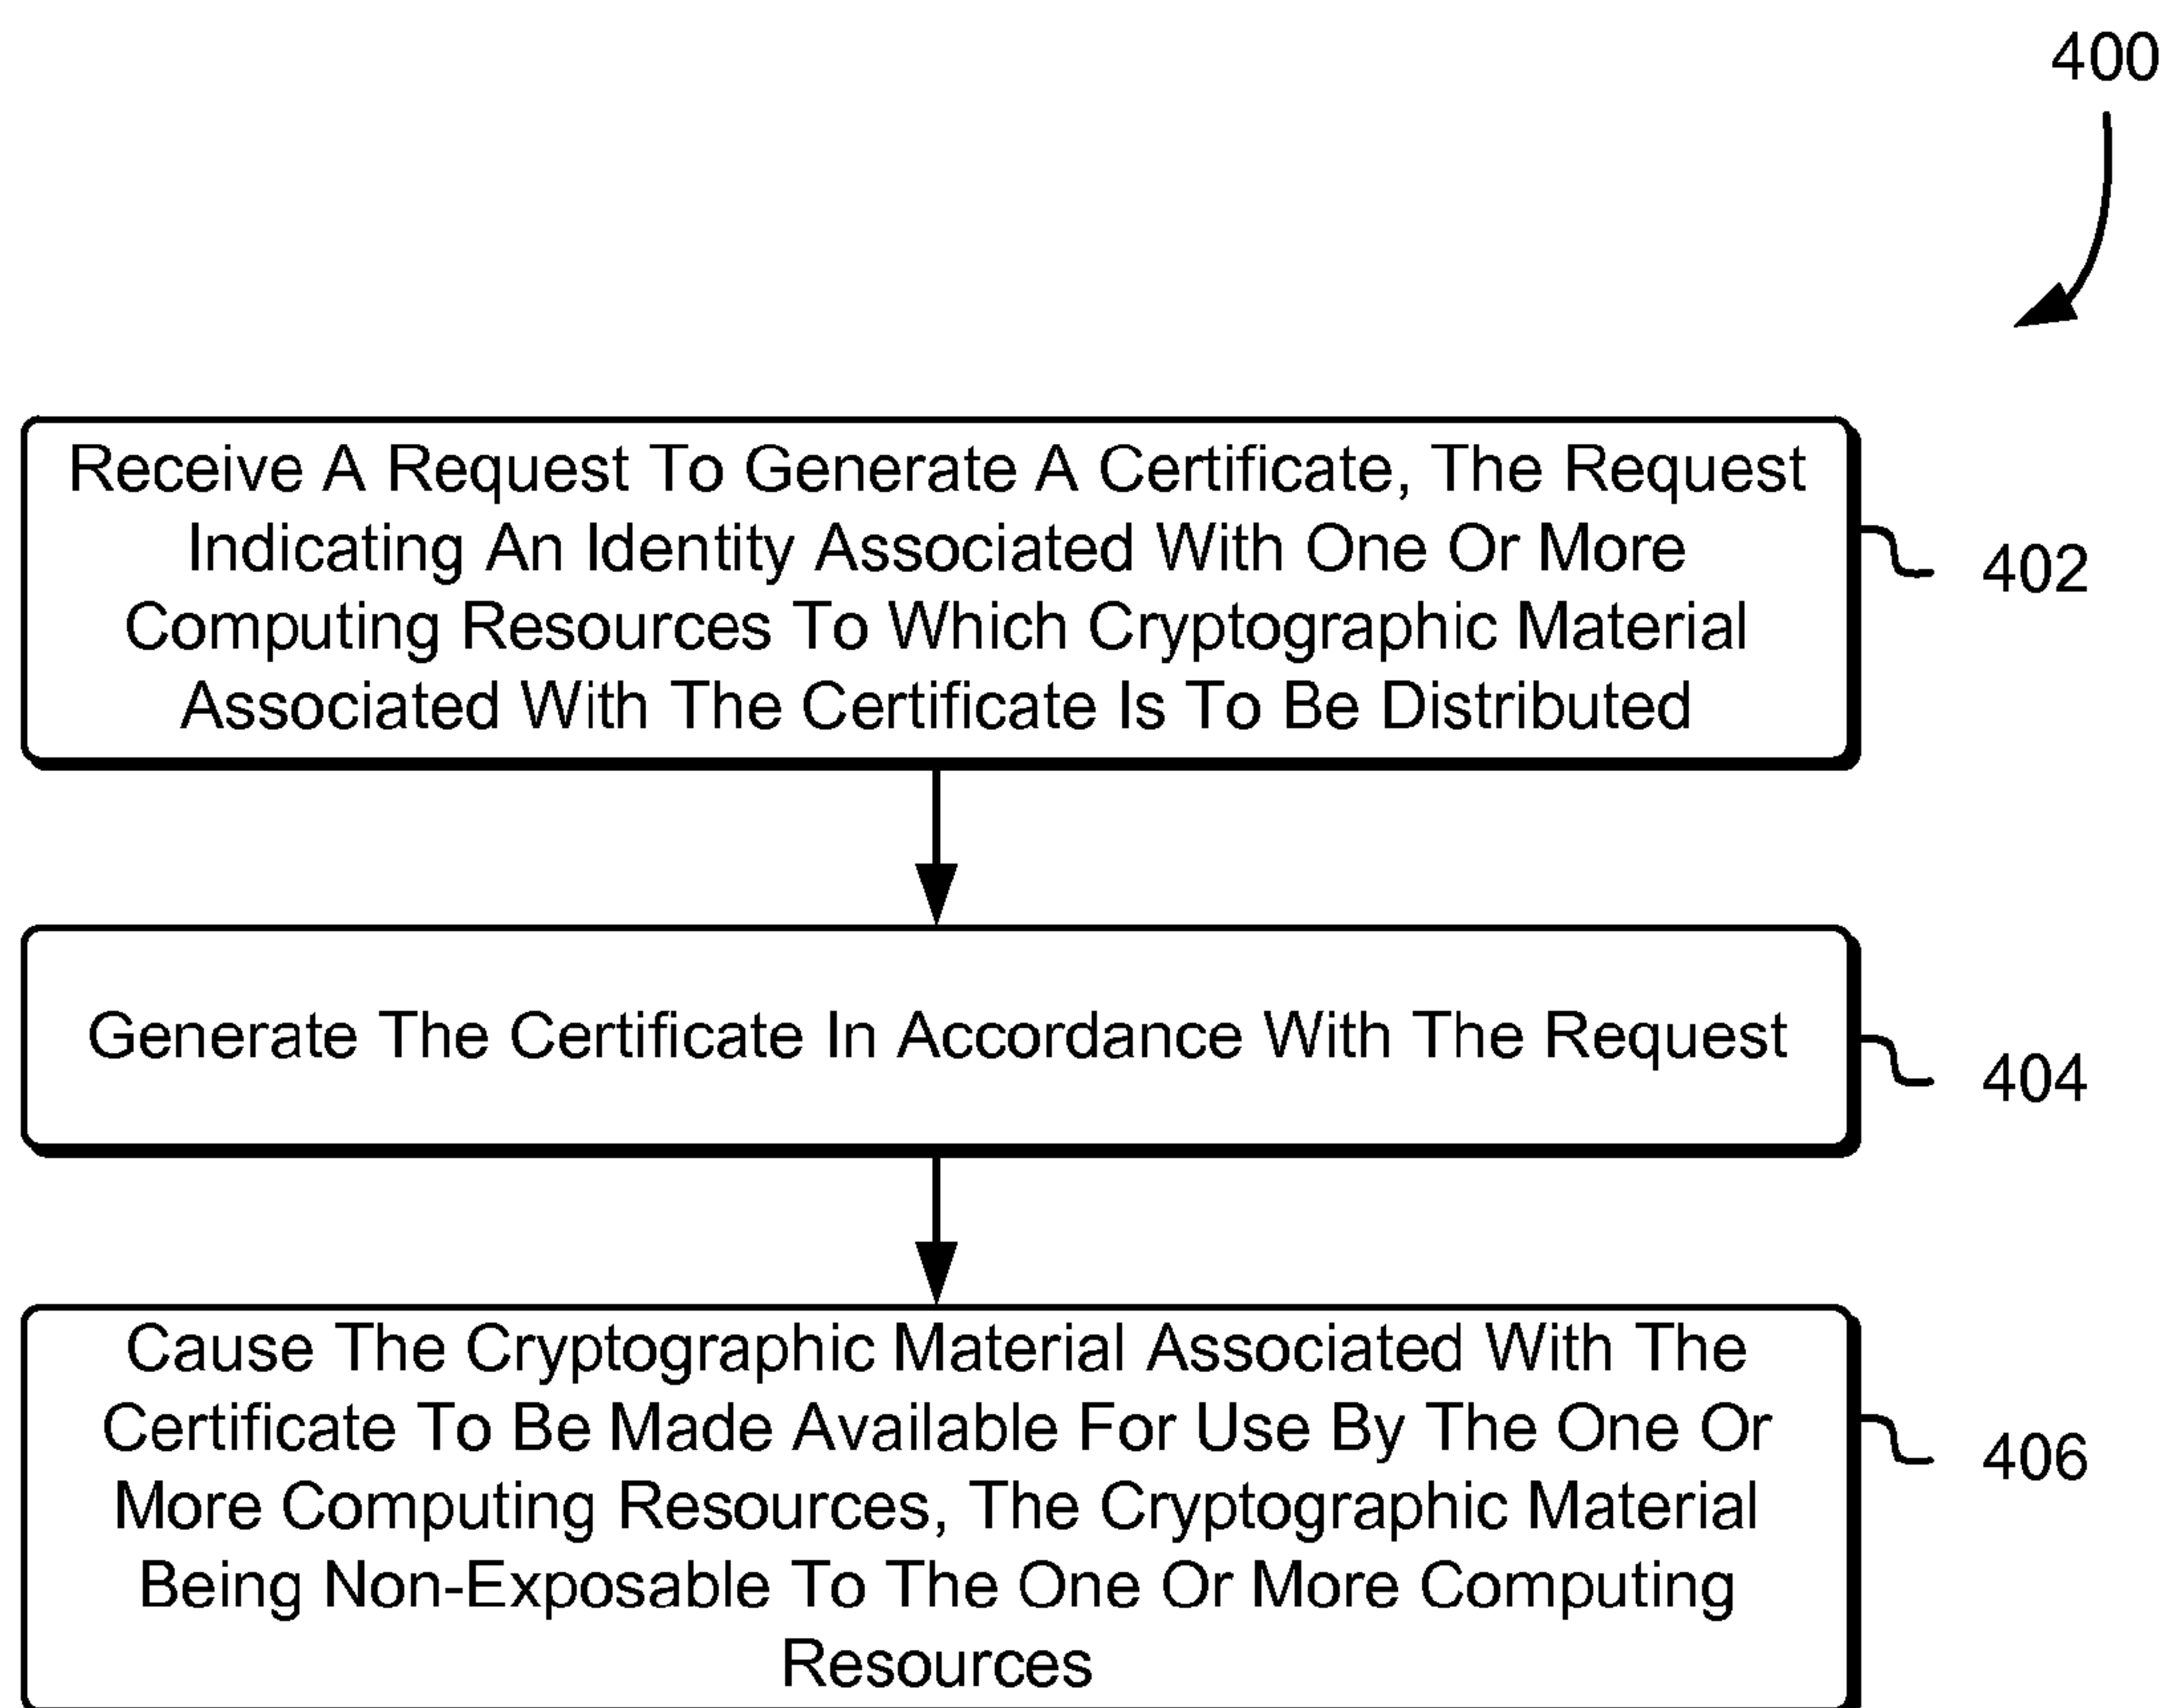 400
Receive A Request To Generate A Certificate, The Request
Indicating An Identity Associated With One Or More
Computing Resources To Which Cryptographic Material
Associated With The Certificate Is To Be Distributed
402
Generate The Certificate In Accordance With The Request
404
Cause The Cryptographic Material Associated With The
Certificate To Be Made Available For Use By The One Or
More Computing Resources, The Cryptographic Material
Being Non-Exposable To The One Or More Computing
Resources
406